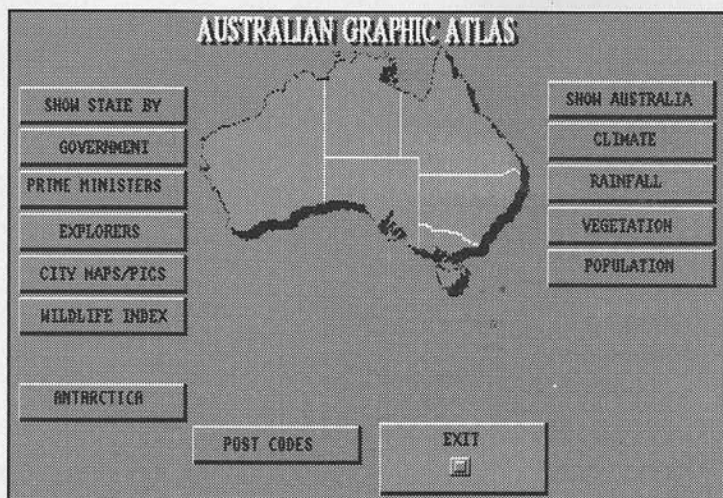 AUSTRALIAN GRAPHIC ATLAS
SHOW STATE BY
GOVERNMENT
PRIME MINISTERS
EXPLORERS
CITY MAPS/PICS
WILDLIFE INDEX
ANTARCTICA
SHOW AUSTRALIA
CLIMATE
RAINFALL
VEGETATION
POPULATION
POST CODES
EXIT